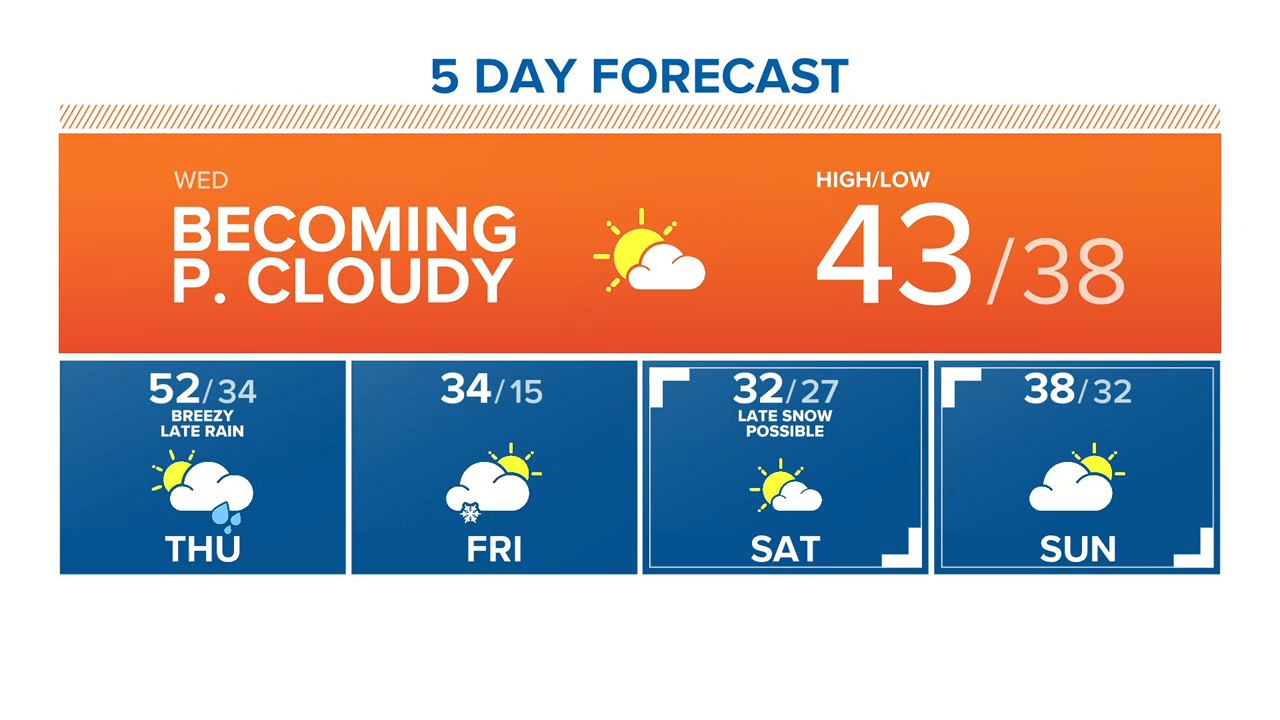 5 DAY FORECAST
WED
BECOMING
P. CLOUDY
HIGH/LOW
43/38
52/34
BREEZY
LATE RAIN
THU
34/15
FRI
32/27
LATE SNOW
POSSIBLE
SAT
38/32
SUN